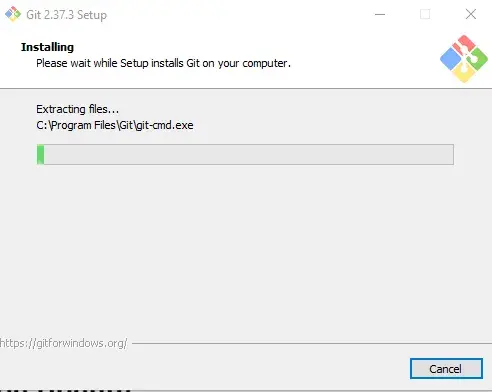 Git 2.37.3 Setup
Installing
Please wait while Setup installs Git on your computer.
Extracting files...
C:\Program Files\Git\git-cmd.exe
https://gitforwindows.org/
Cancel